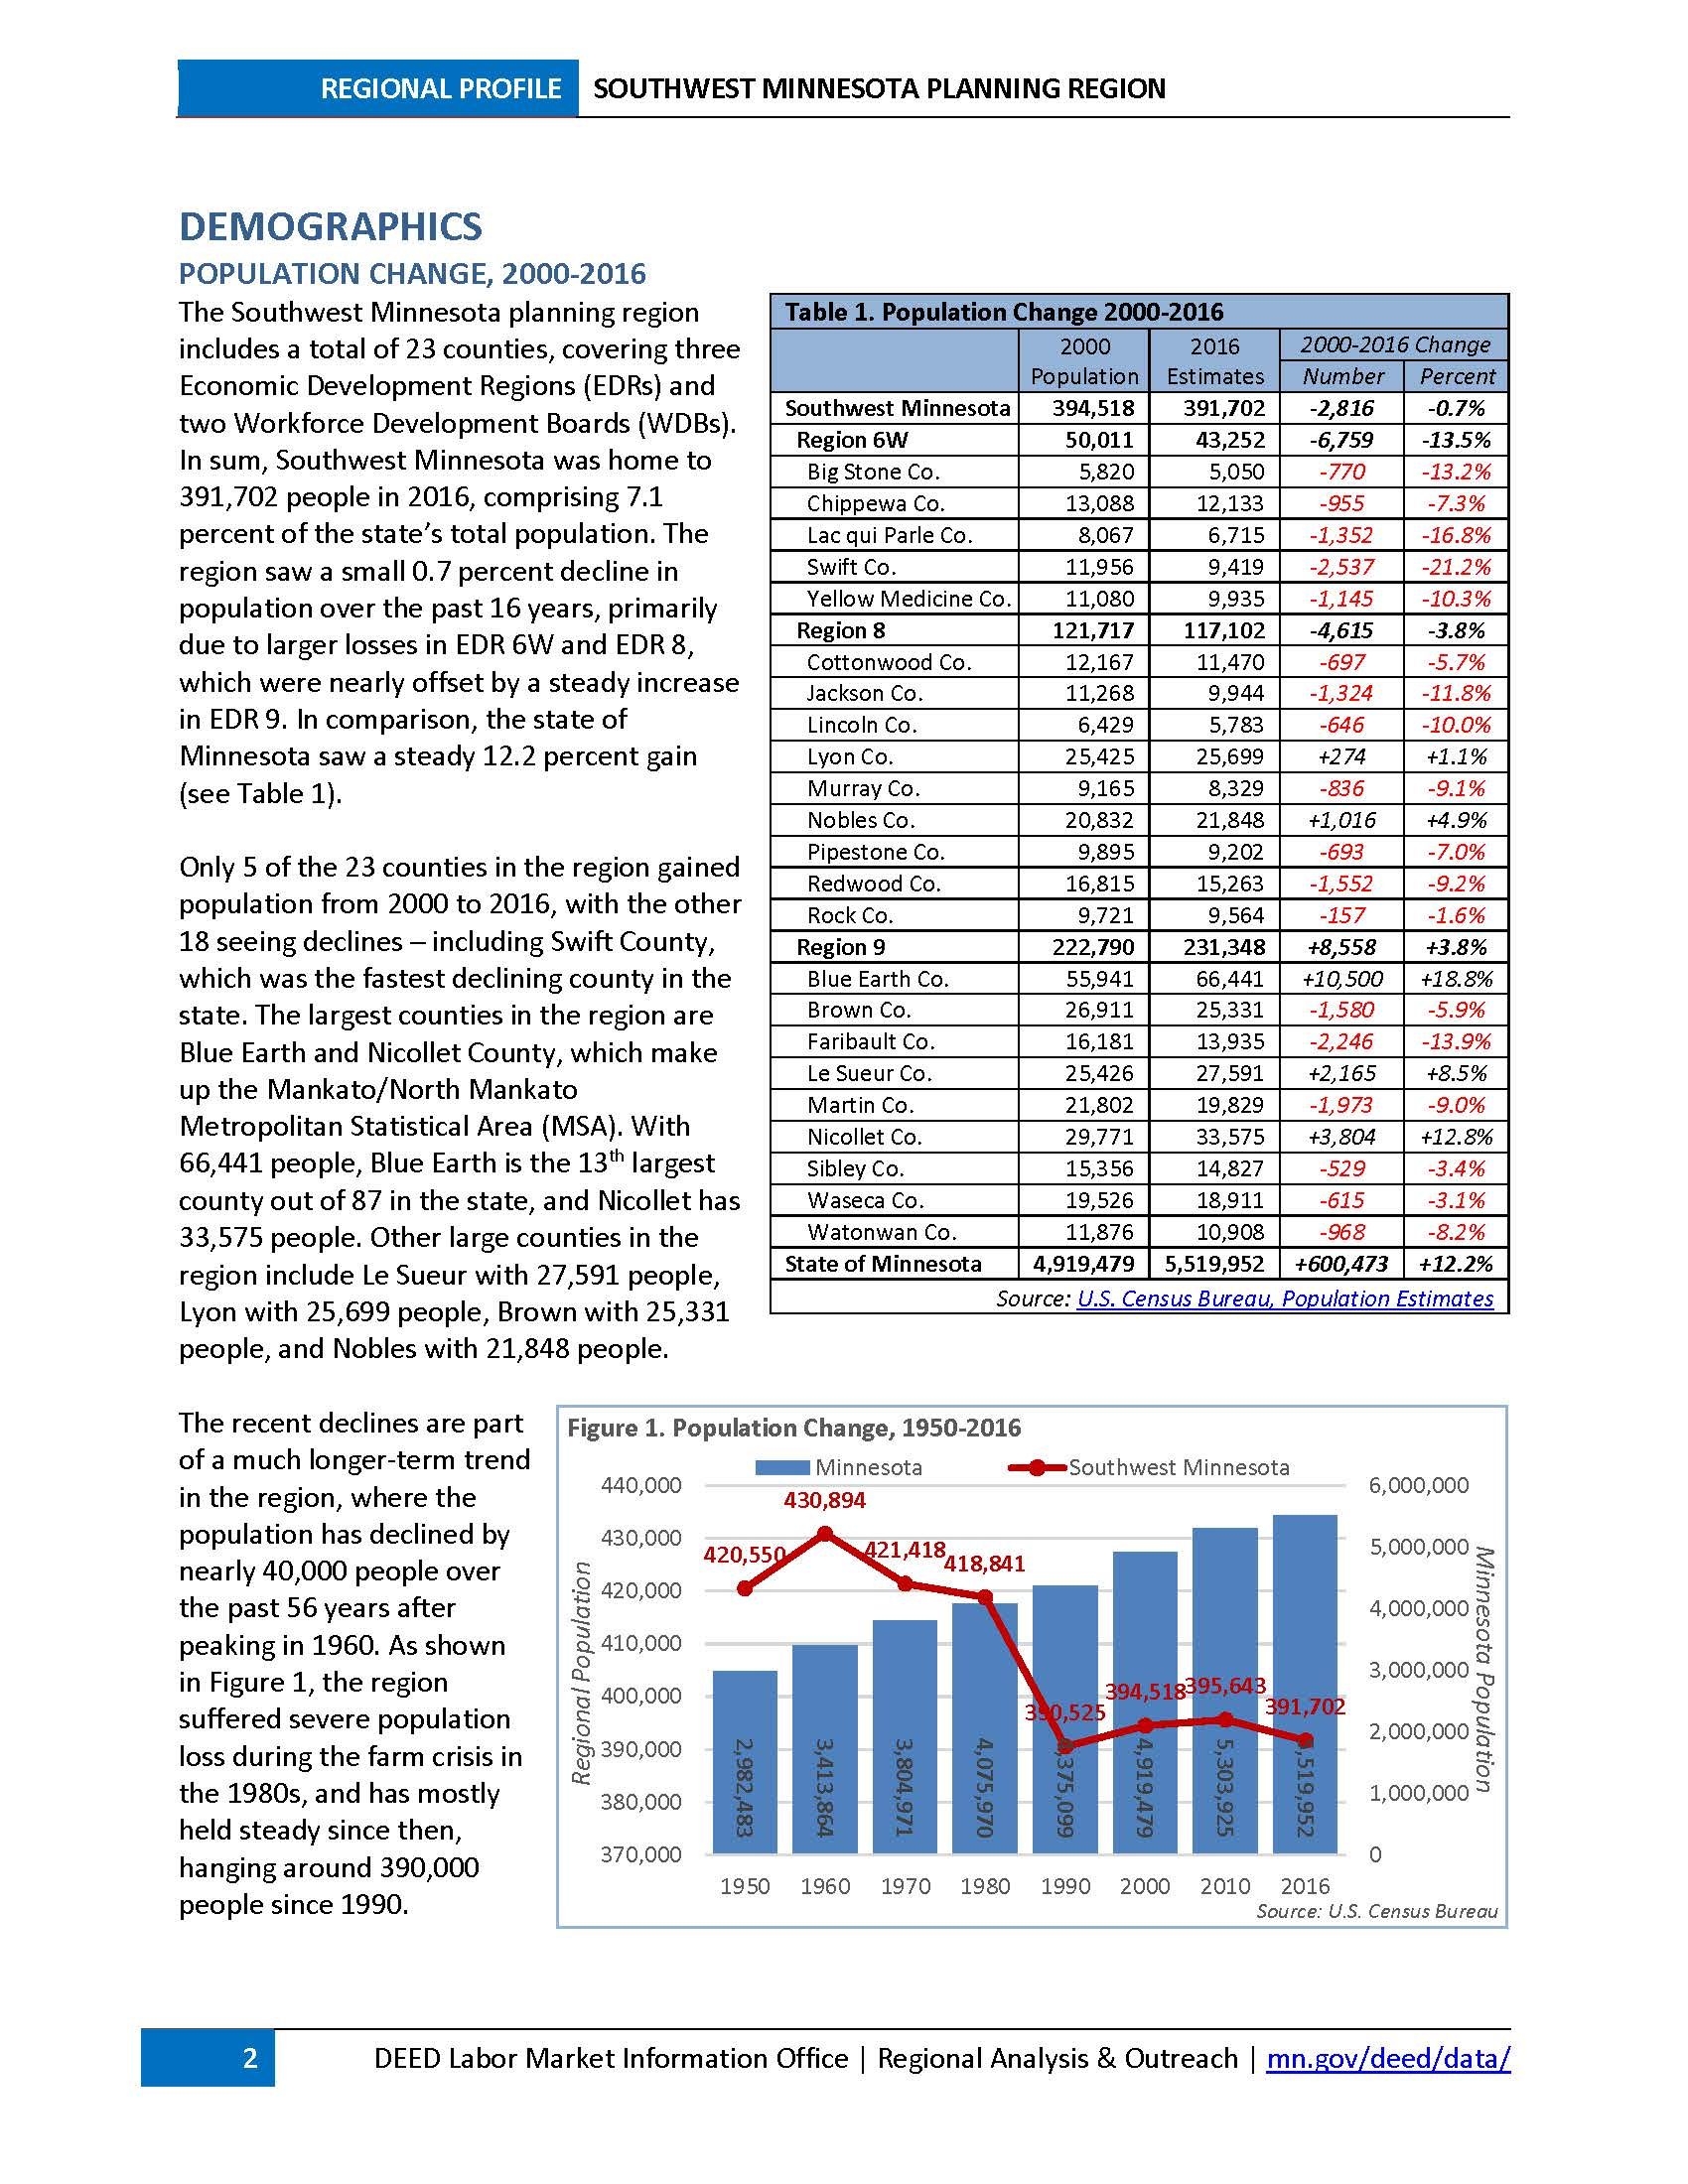 REGIONAL PROFILE SOUTHWEST MINNESOTA PLANNING REGION
DEMOGRAPHICS
POPULATION CHANGE, 2000-2016
The Southwest Minnesota planning region
includes a total of 23 counties, covering three
Economic Development Regions (EDRs) and
two Workforce Development Boards (WDBs).
In sum, Southwest Minnesota was home to
391,702 people in 2016, comprising 7.1
percent of the state’s total population. The
region saw a small 0.7 percent decline in
population over the past 16 years, primarily
due to larger losses in EDR 6W and EDR 8,
which were nearly offset by a steady increase
in EDR 9. In comparison, the state of
Minnesota saw a steady 12.2 percent gain
(see Table 1).
Only 5 of the 23 counties in the region gained
population from 2000 to 2016, with the other
18 seeing declines – including Swift County,
which was the fastest declining county in the
state. The largest counties in the region are
Blue Earth and Nicollet County, which make
up the Mankato/North Mankato
Metropolitan Statistical Area (MSA). With
66,441 people, Blue Earth is the 13th largest
county out of 87 in the state, and Nicollet has
33,575 people. Other large counties in the
region include Le Sueur with 27,591 people,
Lyon with 25,699 people, Brown with 25,331
people, and Nobles with 21,848 people.
Table 1. Population Change 2000-2016
2000 Population 2016 Estimates 2000-2016 Change
Number Percent
Southwest Minnesota 394,518 391,702 -2,816 -0.7%
Region 6W 50,011 43,252 -6,759 -13.5%
Big Stone Co. 5,820 5,050 -770 -13.2%
Chippewa Co. 13,088 12,133 -955 -7.3%
Lac qui Parle Co. 8,067 6,715 -1,352 -16.8%
Swift Co. 11,956 9,419 -2,537 -21.2%
Yellow Medicine Co. 11,080 9,935 -1,145 -10.3%
Region 8 121,717 117,102 -4,615 -3.8%
Cottonwood Co. 12,167 11,470 -697 -5.7%
Jackson Co. 11,268 9,944 -1,324 -11.8%
Lincoln Co. 6,429 5,783 -646 -10.0%
Lyon Co. 25,425 25,699 +274 +1.1%
Murray Co. 9,165 8,329 -836 -9.1%
Nobles Co. 20,832 21,848 +1,016 +4.9%
Pipestone Co. 9,895 9,202 -693 -7.0%
Redwood Co. 16,815 15,263 -1,552 -9.2%
Rock Co. 9,721 9,564 -157 -1.6%
Region 9 222,790 231,348 +8,558 +3.8%
Blue Earth Co. 55,941 66,441 +10,500 +18.8%
Brown Co. 26,911 25,331 -1,580 -5.9%
Faribault Co. 16,181 13,935 -2,246 -13.9%
Le Sueur Co. 25,426 27,591 +2,165 +8.5%
Martin Co. 21,802 19,829 -1,973 -9.0%
Nicollet Co. 29,771 33,575 +3,804 +12.8%
Sibley Co. 15,356 14,827 -529 -3.4%
Waseca Co. 19,526 18,911 -615 -3.1%
Watonwan Co. 11,876 10,908 -968 -8.2%
State of Minnesota 4,919,479 5,519,952 +600,473 +12.2%
Source: U.S. Census Bureau, Population Estimates
The recent declines are part
of a much longer-term trend
in the region, where the
population has declined by
nearly 40,000 people over
the past 56 years after
peaking in 1960. As shown
in Figure 1, the region
suffered severe population
loss during the farm crisis in
the 1980s, and has mostly
held steady since then,
hanging around 390,000
people since 1990.
Figure 1. Population Change, 1950-2016
Minnesota Southwest Minnesota
Regional Population
440,000
430,000
420,000
410,000
400,000
390,000
380,000
370,000
420,550 430,894 421,418 418,841 390,525 394,518 395,643 391,702
2,982,483 3,413,864 3,804,971 4,075,970 4,375,099 4,919,479 5,303,925 5,519,952
6,000,000
5,000,000
4,000,000
3,000,000
2,000,000
1,000,000
0
Minnesota Population
1950 1960 1970 1980 1990 2000 2010 2016
Source: U.S. Census Bureau
2 DEED Labor Market Information Office | Regional Analysis & Outreach | mn.gov/deed/data/